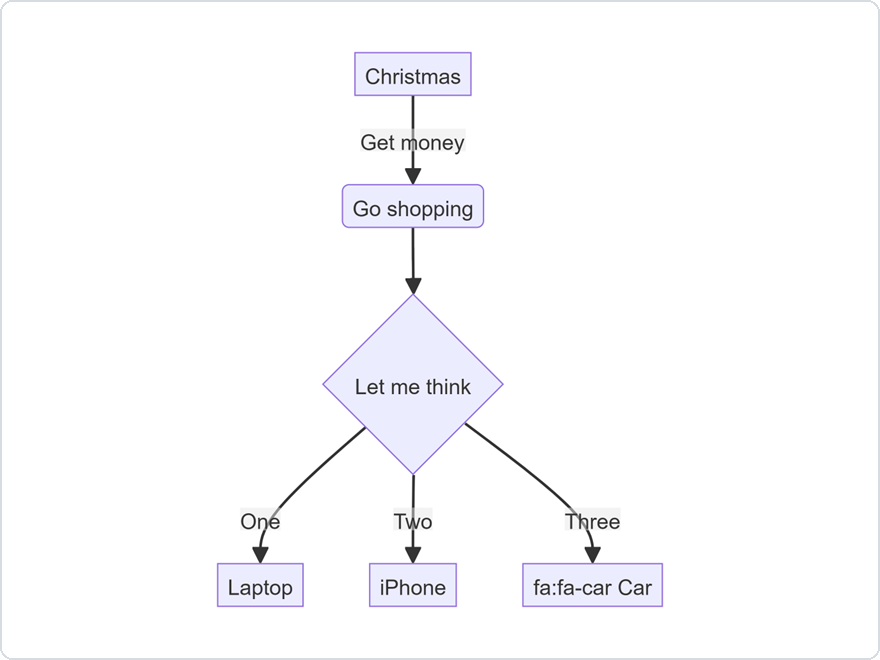 Christmas
Get money
Go shopping
Let me think
One
Two
Three
Laptop
iPhone
fa:fa-car Car